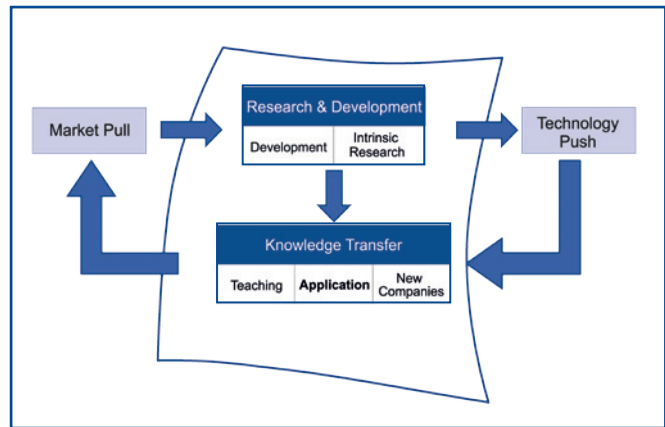 Research & Development
Market Pull
Development
Intrinsic
Research
Technology
Push
Knowledge Transfer
Teaching
Application
New
Companies